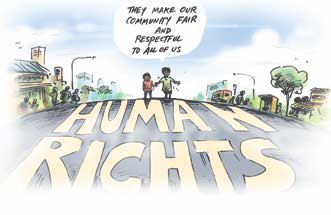 THEY MAKE OUR
COMMUNITY FAIR
AND
RESPECTFUL
TO ALL OF US
HUMAN
RIGHTS